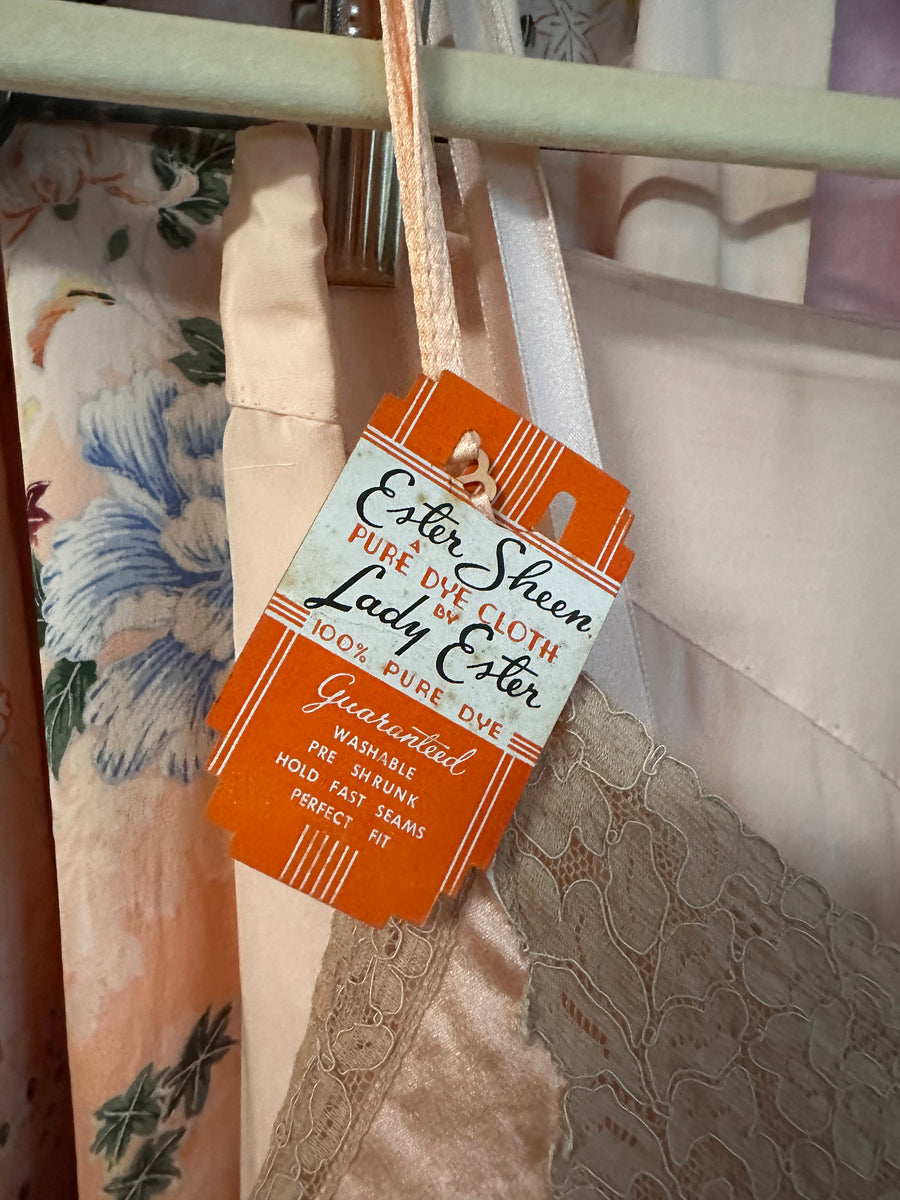 Ester Sheen
A
PURE DYE CLOTH
BY
Lady Ester
100% PURE DYE
Guaranteed
WASHABLE
PRE SHRUNK
HOLD FAST SEAMS
PERFECT FIT